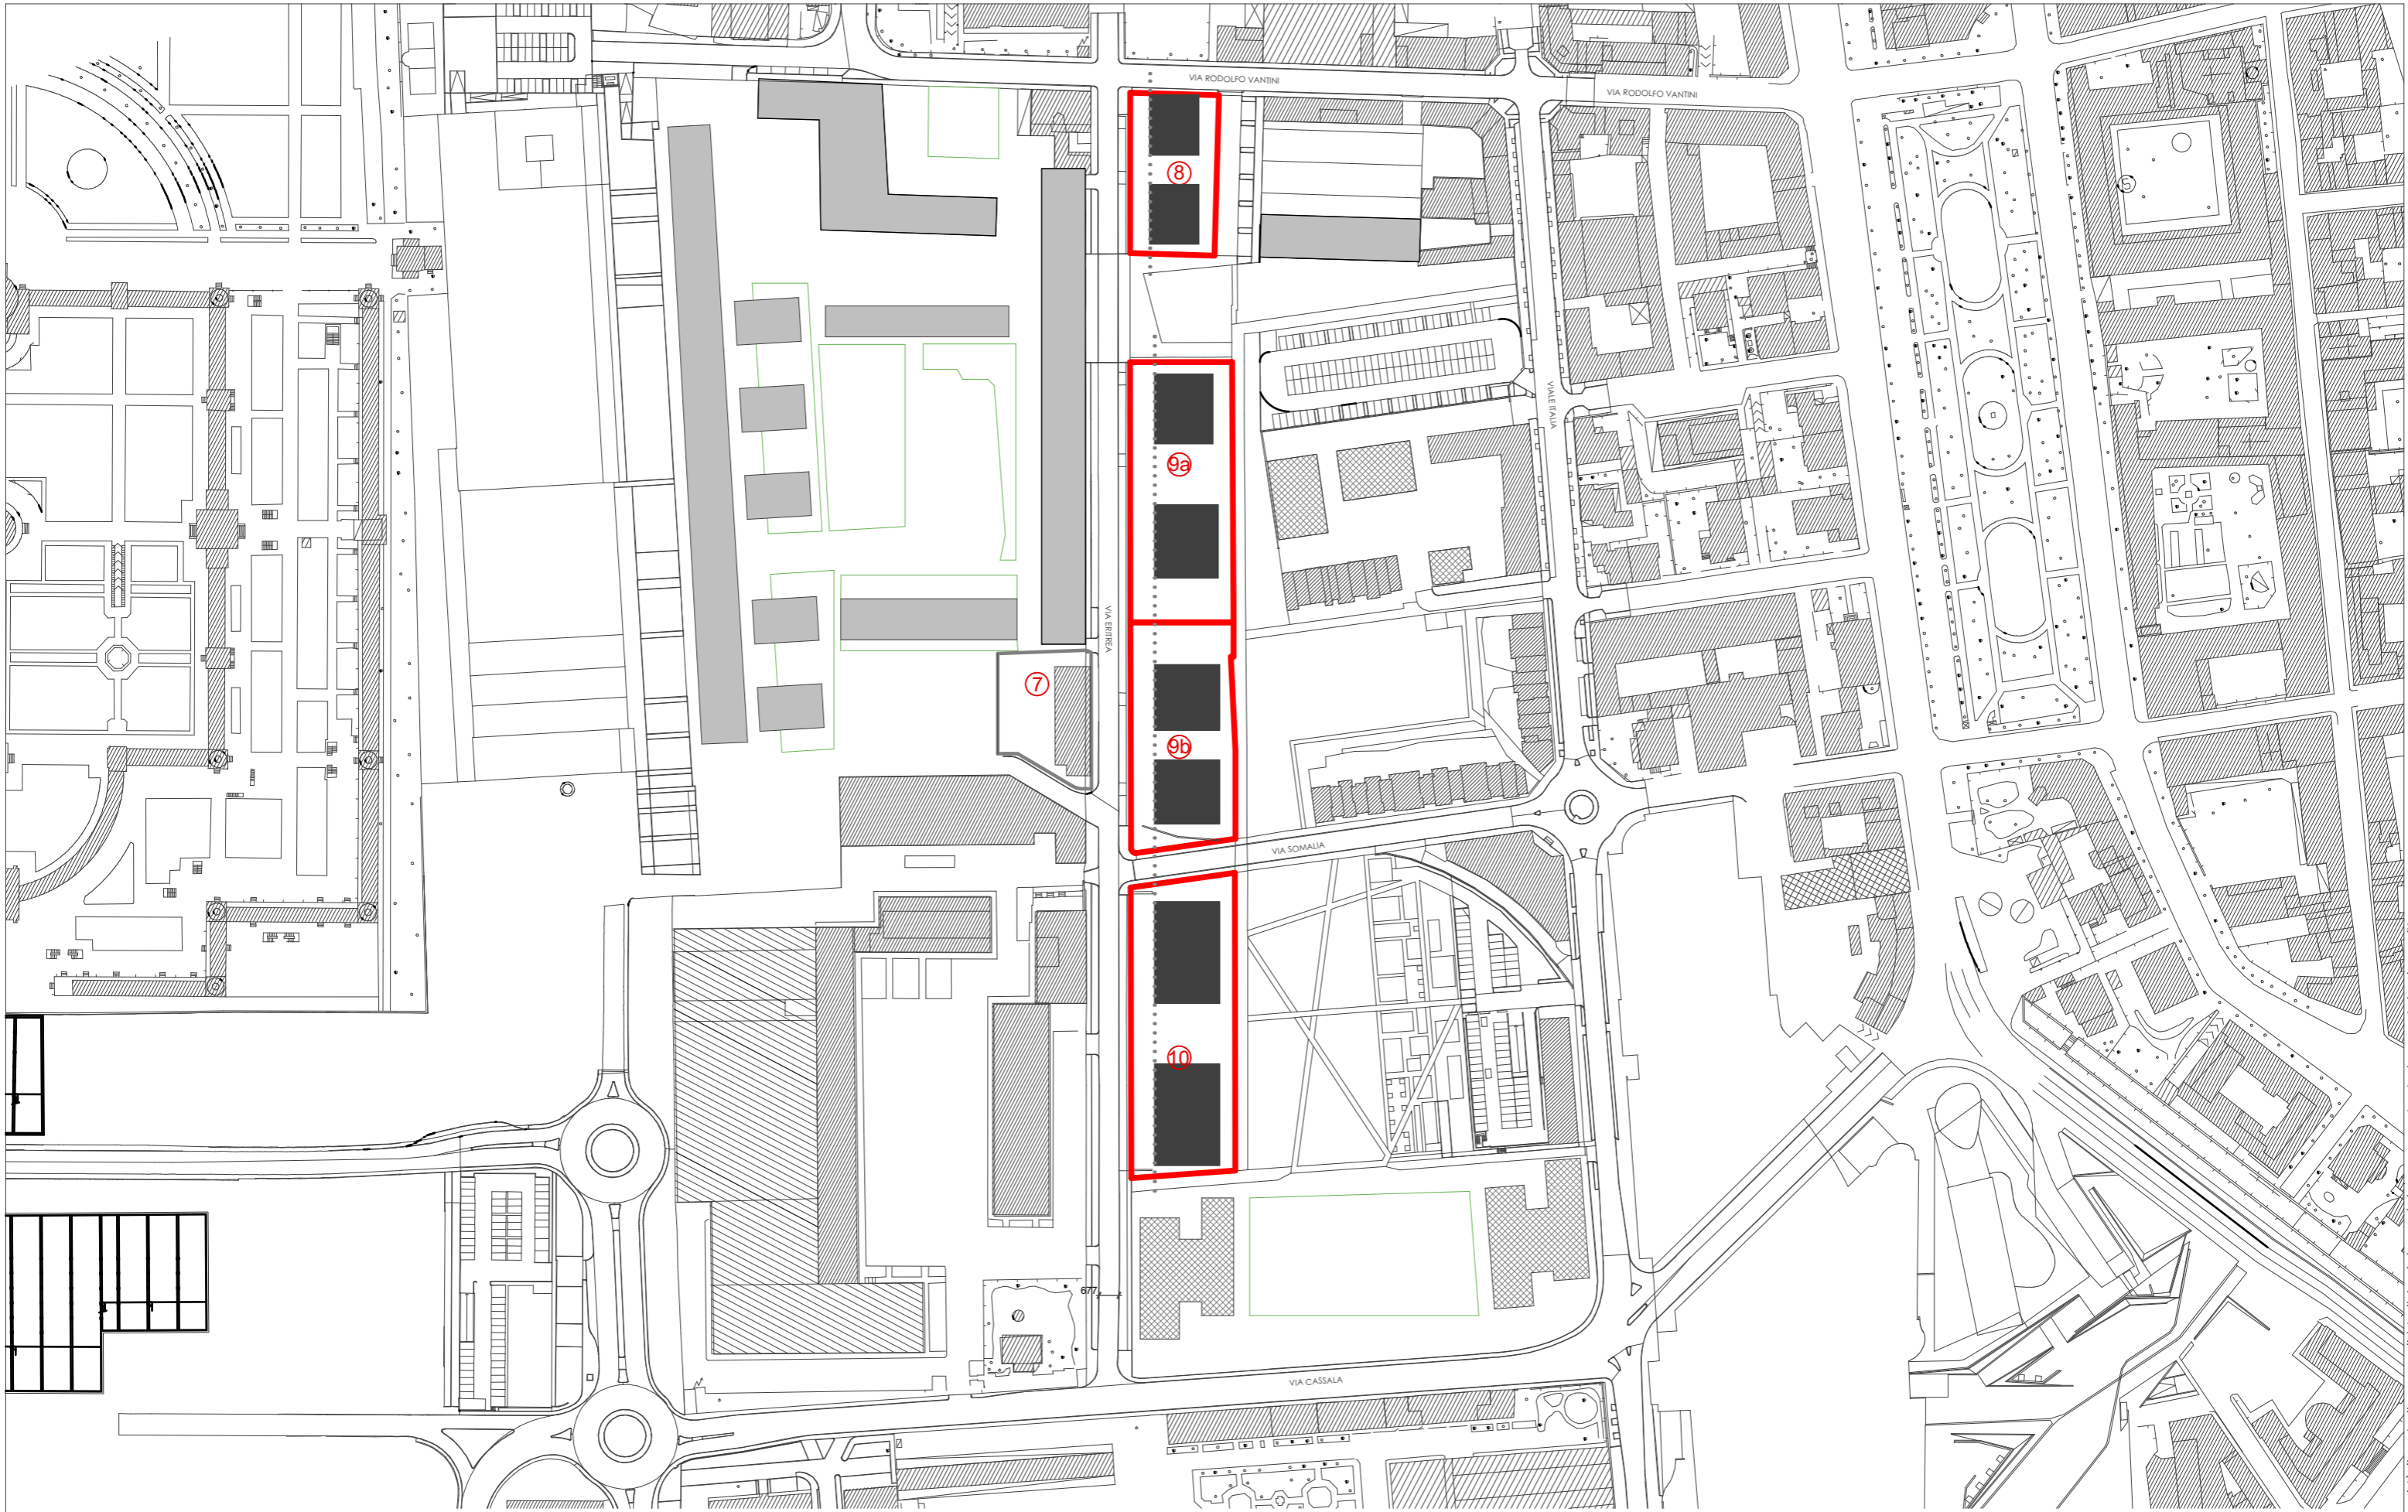 VIA RODOLFO VANTINI
VIA RODOLFO VANTINI
8
VIALE ITALIA
9a
VIA ERITREA
7
9b
VIA SOMALIA
10
677
VIA CASSALA